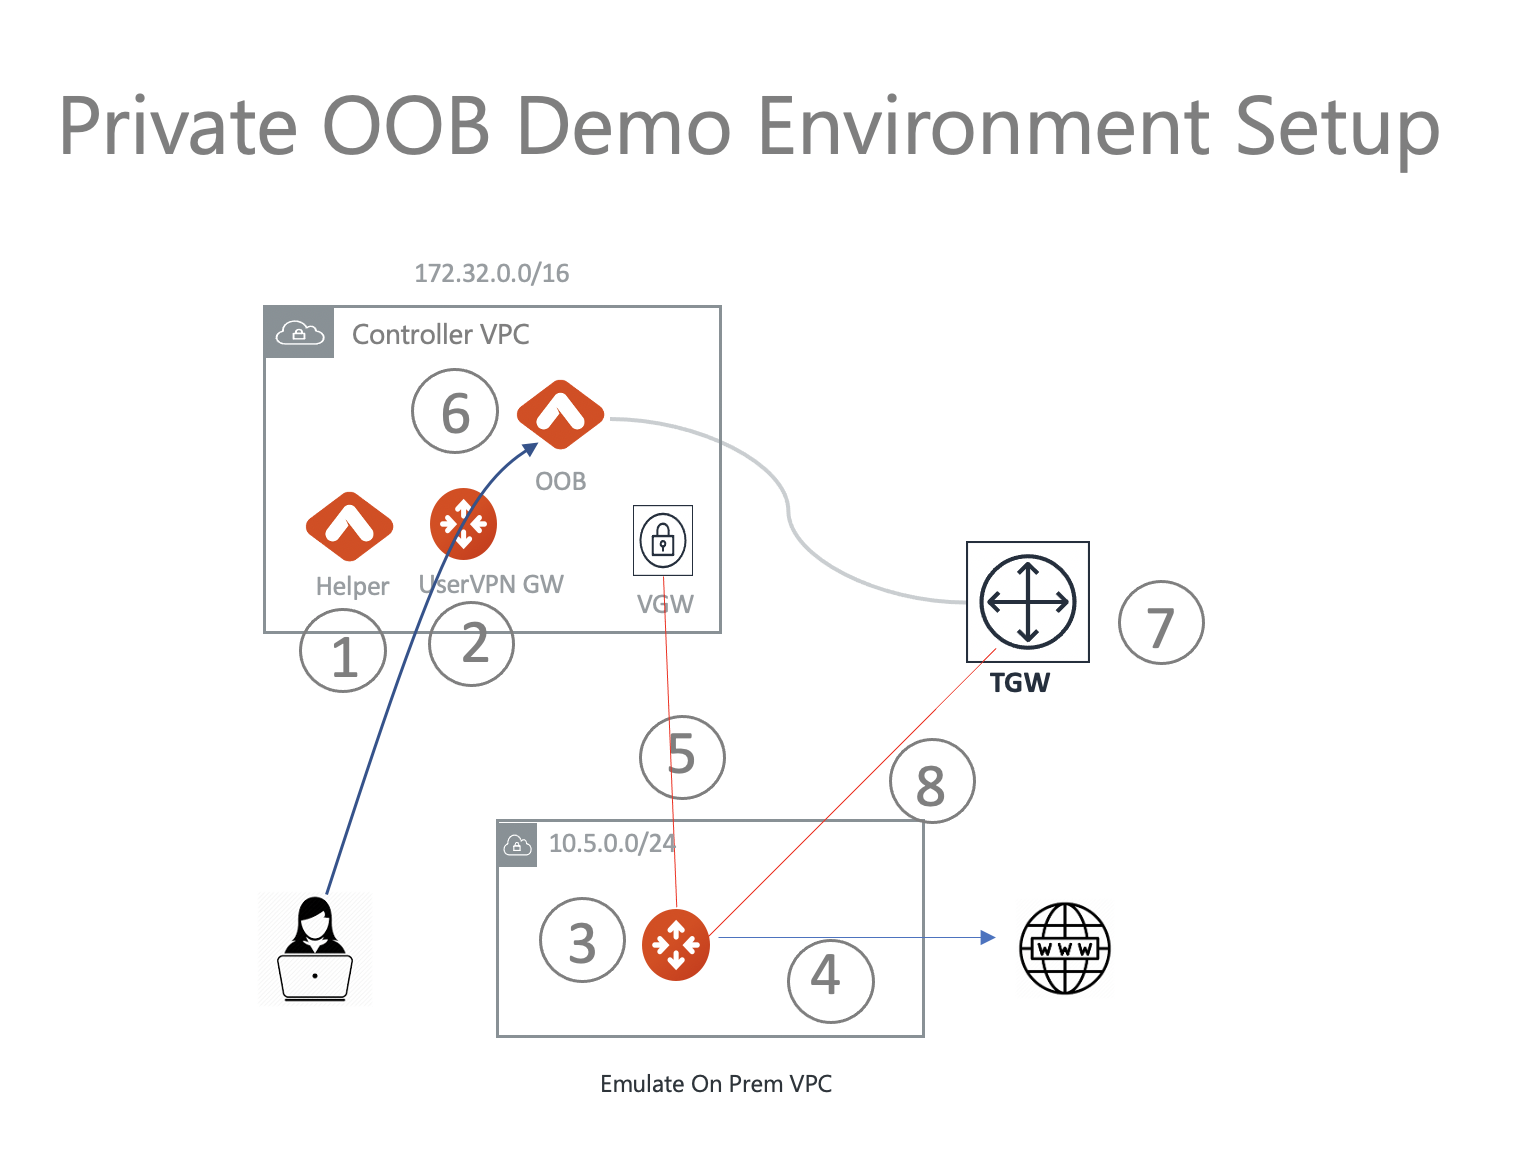 Private OOB Demo Environment Setup
172.32.0.0/16
Controller VPC
6
OOB
Helper
UserVPN GW
VGW
1
2
7
TGW
5
8
10.5.0.0/24
3
4
WWW
Emulate On Prem VPC